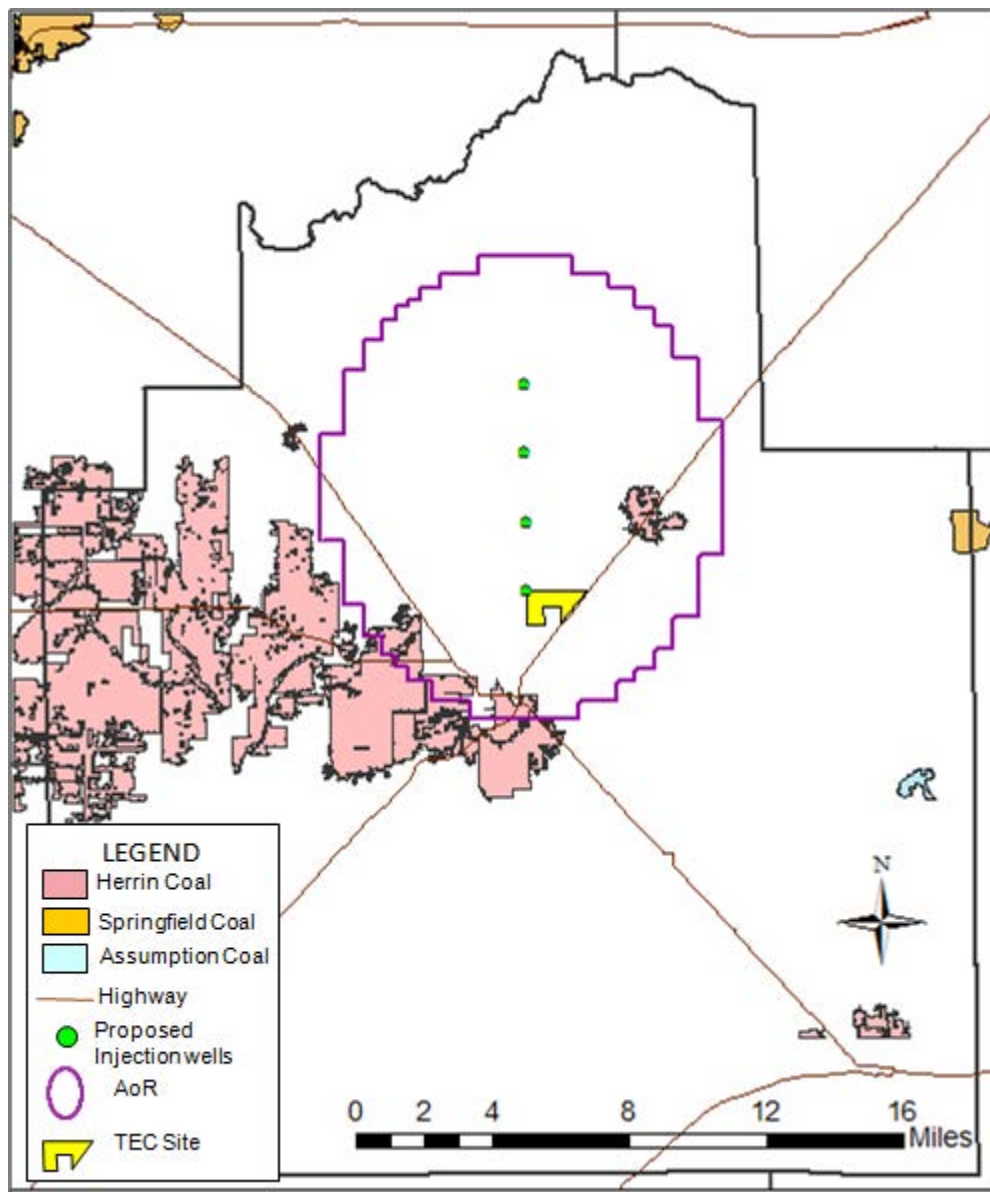 N
LEGEND
Herrin Coal
Springfield Coal
Assumption Coal
Highway
Proposed
Injection wells
AoR
TEC Site
0 2 4 8 12 16
Miles